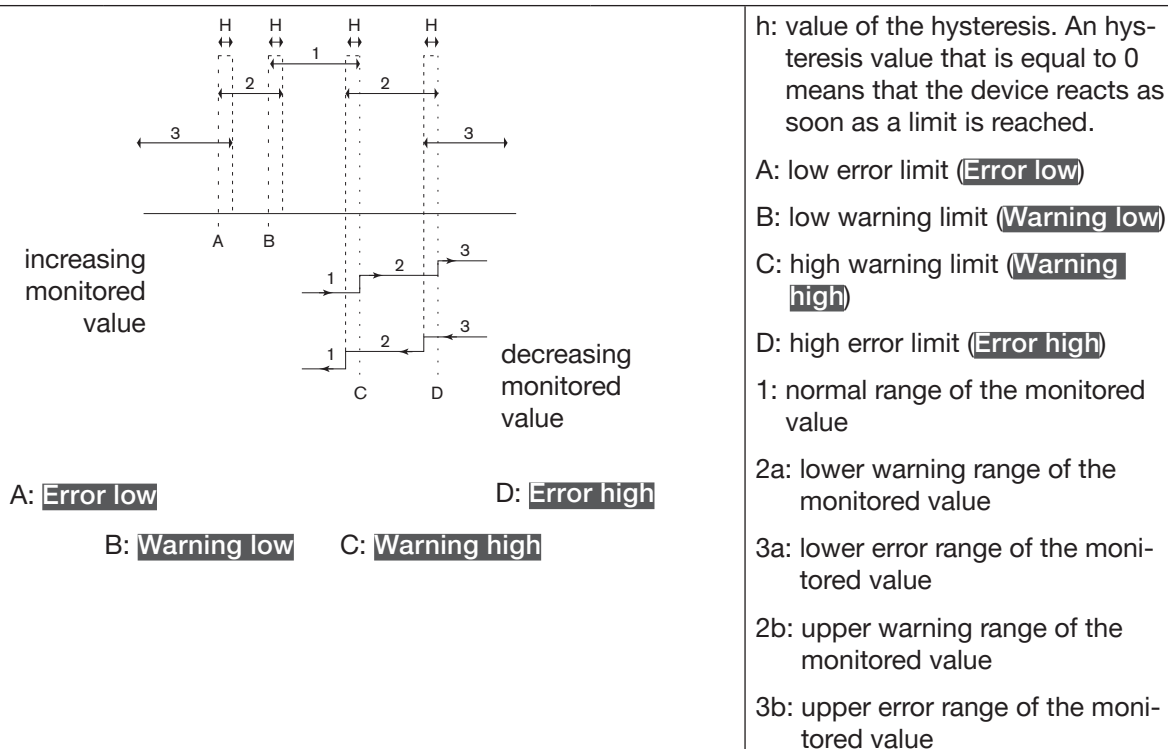 H H H H
1
2 2
3 3
A B
increasing
monitored
value
1 2 3
1 2 3
C D
decreasing
monitored
value
A: Error low
D: Error high
B: Warning low
C: Warning high
h: value of the hysteresis. An hys-
teresis value that is equal to 0
means that the device reacts as
soon as a limit is reached.
A: low error limit (Error low)
B: low warning limit (Warning low)
C: high warning limit (Warning
high)
D: high error limit (Error high)
1: normal range of the monitored
value
2a: lower warning range of the
monitored value
3a: lower error range of the moni-
tored value
2b: upper warning range of the
monitored value
3b: upper error range of the moni-
tored value